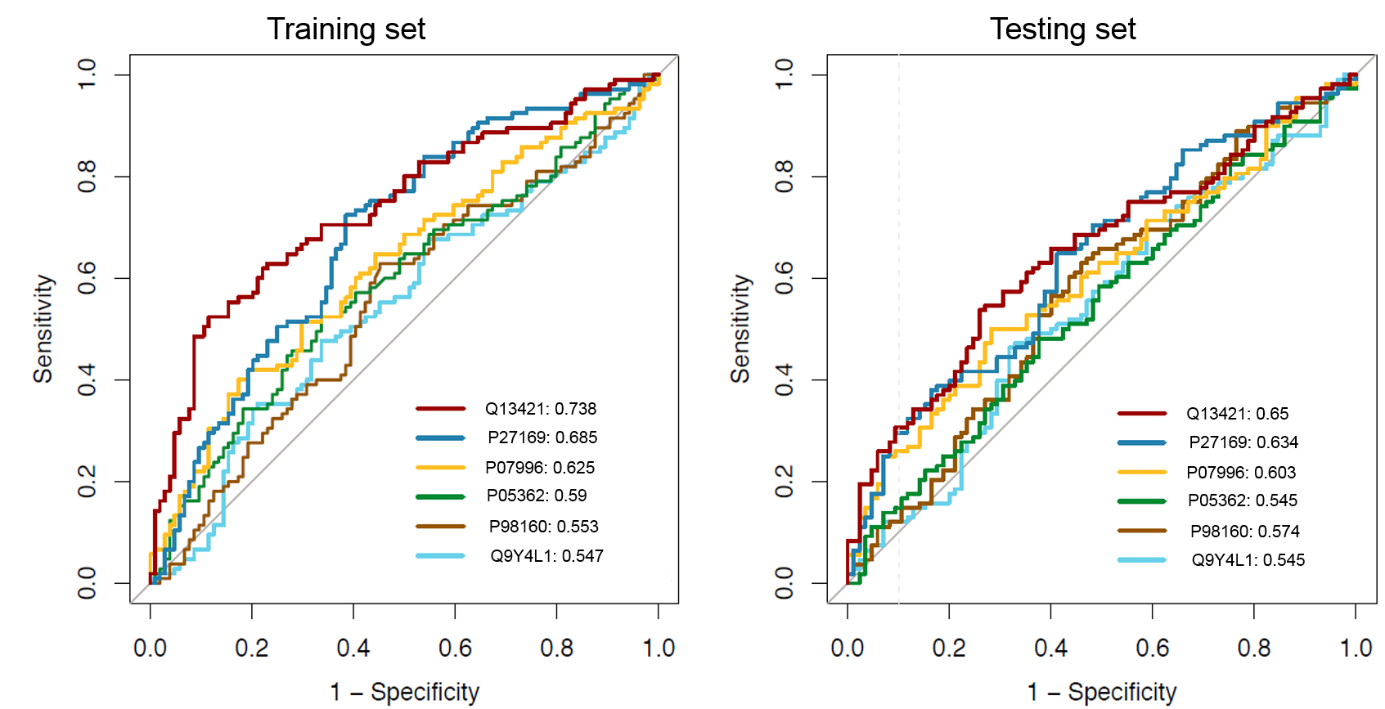 Training set
Sensitivity
1.0
0.8
0.6
0.4
0.2
0.0
Q13421: 0.738
P27169: 0.685
P07996: 0.625
P05362: 0.59
P98160: 0.553
Q9Y4L1: 0.547
0.0 0.2 0.4 0.6 0.8 1.0
1 − Specificity
Testing set
Sensitivity
1.0
0.8
0.6
0.4
0.2
0.0
Q13421: 0.65
P27169: 0.634
P07996: 0.603
P05362: 0.545
P98160: 0.574
Q9Y4L1: 0.545
0.0 0.2 0.4 0.6 0.8 1.0
1 − Specificity